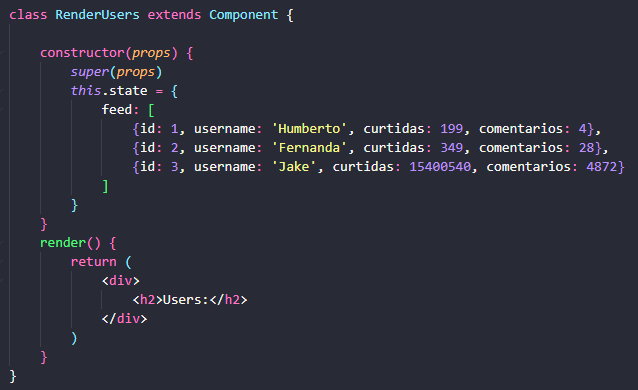 class RenderUsers extends Component {
constructor(props) {
super(props)
this.state = {
feed: [
{id: 1, username: 'Humberto', curtidas: 199, comentarios: 4},
{id: 2, username: 'Fernanda', curtidas: 349, comentarios: 28},
{id: 3, username: 'Jake', curtidas: 15400540, comentarios: 4872}
]
}
}
render() {
return (
<div>
<h2>Users:</h2>
</div>
)
}
}